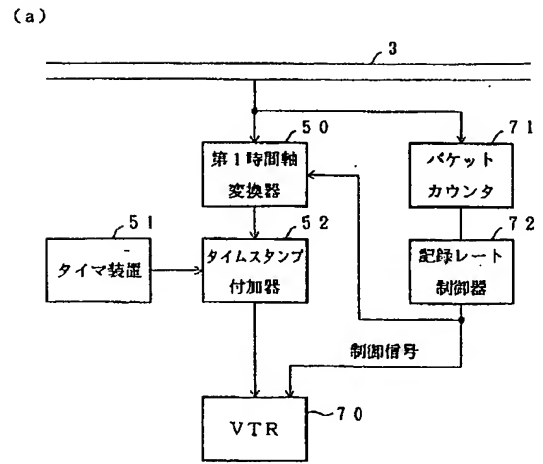 (a)
3
50
71
第1時間軸
変換器
パケット
カウンタ
51
52
72
タイマ装置
タイムスタンプ
付加器
記録レート
制御器
制御信号
70
VTR